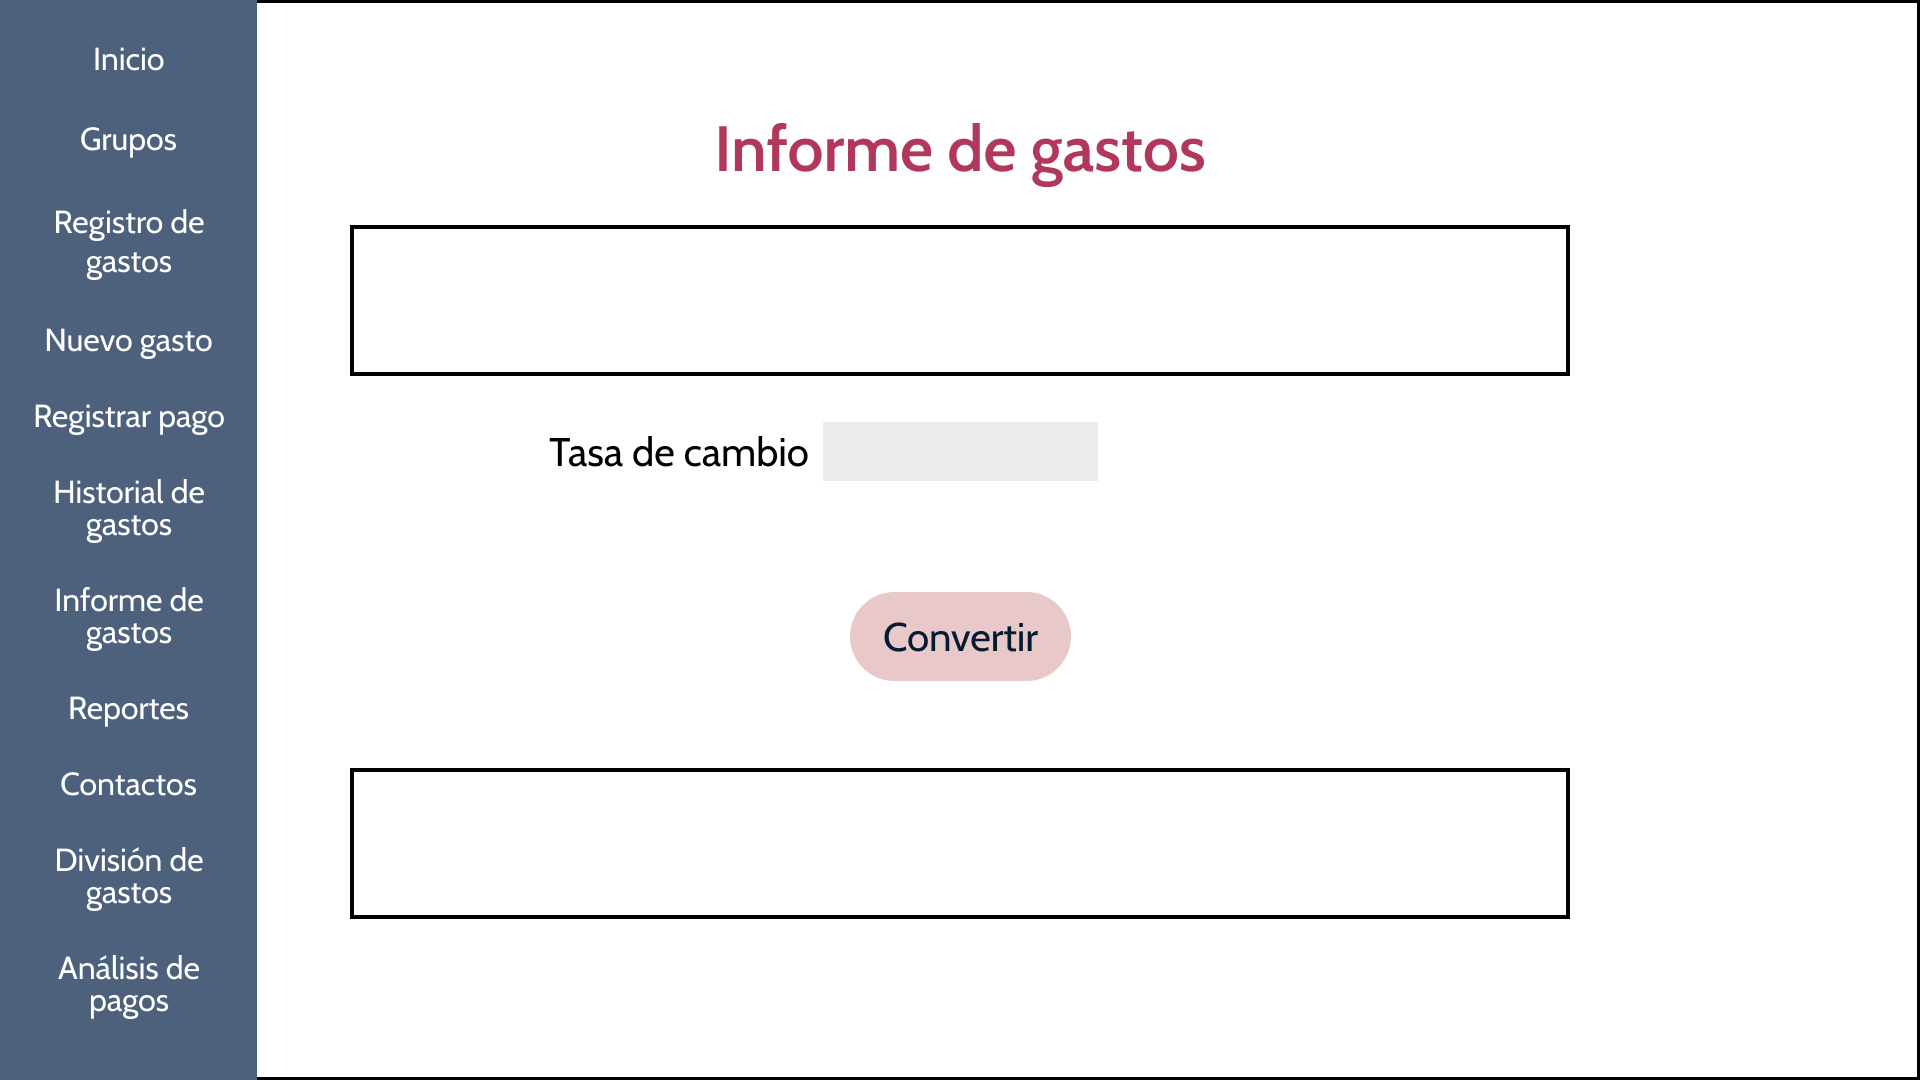 Inicio
Grupos
Registro de
gastos
Nuevo gasto
Registrar pago
Historial de
gastos
Informe de
gastos
Reportes
Contactos
División de
gastos
Análisis de
pagos
Informe de gastos
Tasa de cambio
Convertir